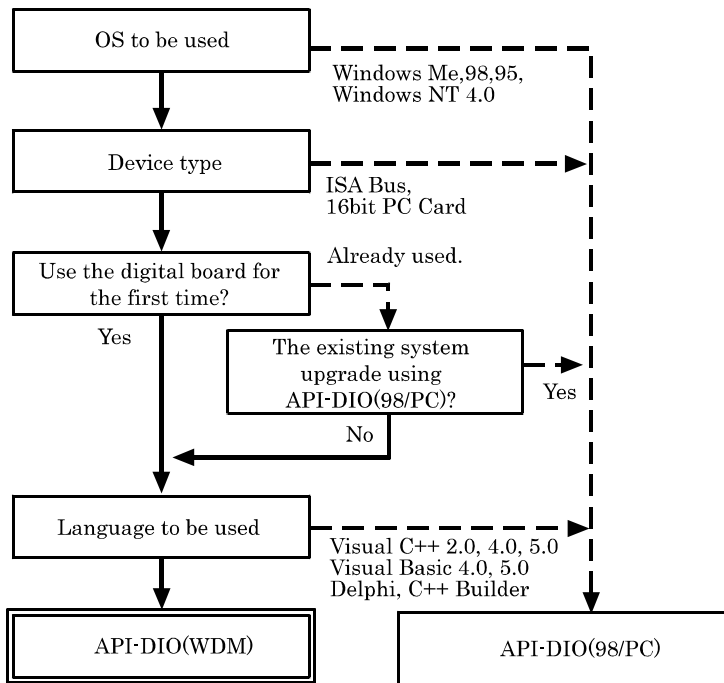 OS to be used
Windows Me,98,95,
Windows NT 4.0
Device type
ISA Bus,
16bit PC Card
Already used.
Use the digital board for
the first time?
Yes
The existing system
upgrade using
API-DIO(98/PC)?
Yes
No
Language to be used
Visual C++ 2.0, 4.0, 5.0
Visual Basic 4.0, 5.0
Delphi, C++ Builder
API-DIO(WDM)
API-DIO(98/PC)